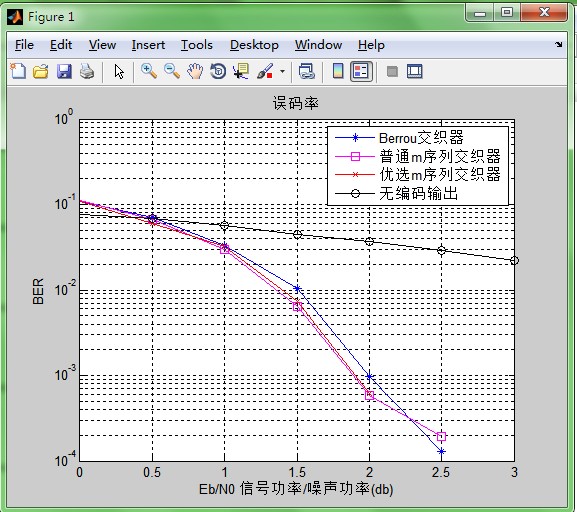 Figure 1
File Edit View Insert Tools Desktop Window Help
误码率
Berrou交织器
普通m序列交织器
优选m序列交织器
无编码输出
BER
10^0
10^-1
10^-2
10^-3
10^-4
0 0.5 1 1.5 2 2.5 3
Eb/N0 信号功率/噪声功率(db)